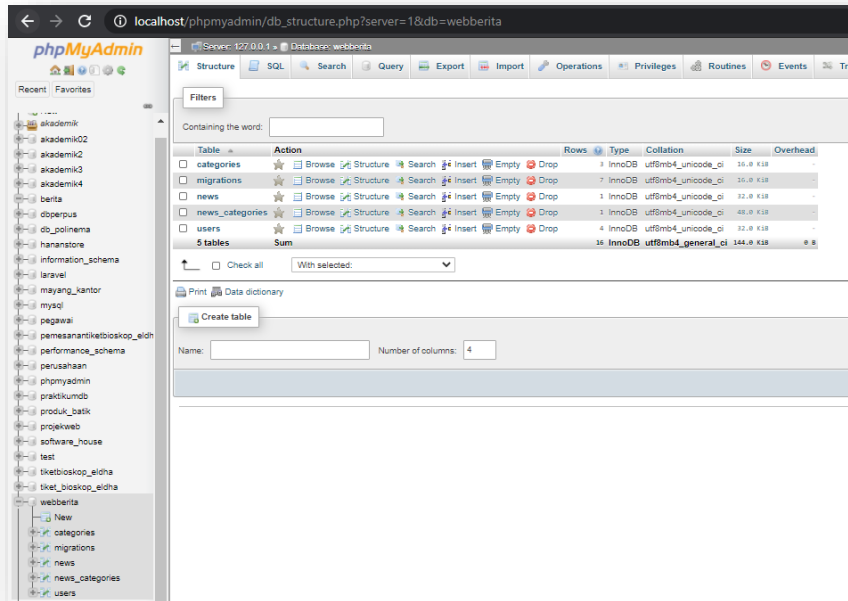 localhost/phpmyadmin/db_structure.php?server=1&db=webberita
phpMyAdmin
Recent Favorites
akademik
akademik02
akademik2
akademik3
akademik4
berita
dbperpus
db_polinema
hananstore
information_schema
laravel
mayang_kantor
mysql
pegawai
pemesanantiketbioskop_eldh
performance_schema
perusahaan
phpmyadmin
praktikumdb
produk_batik
projekweb
software_house
test
tiketbioskop_eldha
tiket_bioskop_eldha
webberita
New
categories
migrations
news
news_categories
users
Server: 127.0.0.1 » Database: webberita
Structure SQL Search Query Export Import Operations Privileges Routines Events Tr
Filters
Containing the word:
Table Action Rows Type Collation Size Overhead
categories Browse Structure Search Insert Empty Drop 3 InnoDB utf8mb4_unicode_ci 16.0 KiB -
migrations Browse Structure Search Insert Empty Drop 7 InnoDB utf8mb4_unicode_ci 16.0 KiB -
news Browse Structure Search Insert Empty Drop 1 InnoDB utf8mb4_unicode_ci 32.0 KiB -
news_categories Browse Structure Search Insert Empty Drop 1 InnoDB utf8mb4_unicode_ci 48.0 KiB -
users Browse Structure Search Insert Empty Drop 4 InnoDB utf8mb4_unicode_ci 32.0 KiB -
5 tables Sum 16 InnoDB utf8mb4_general_ci 144.0 KiB 0 B
Check all With selected:
Print Data dictionary
Create table
Name: Number of columns: 4